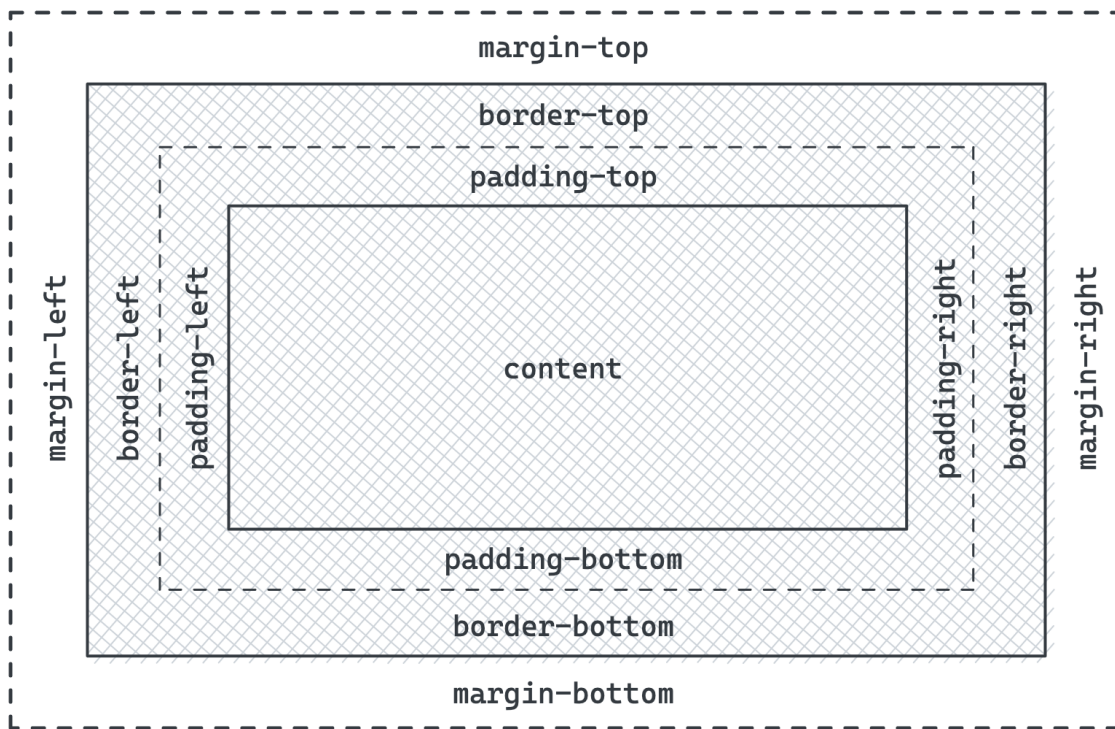 margin-top
border-top
padding-top
margin-left
border-left
padding-left
content
padding-right
border-right
margin-right
padding-bottom
border-bottom
margin-bottom